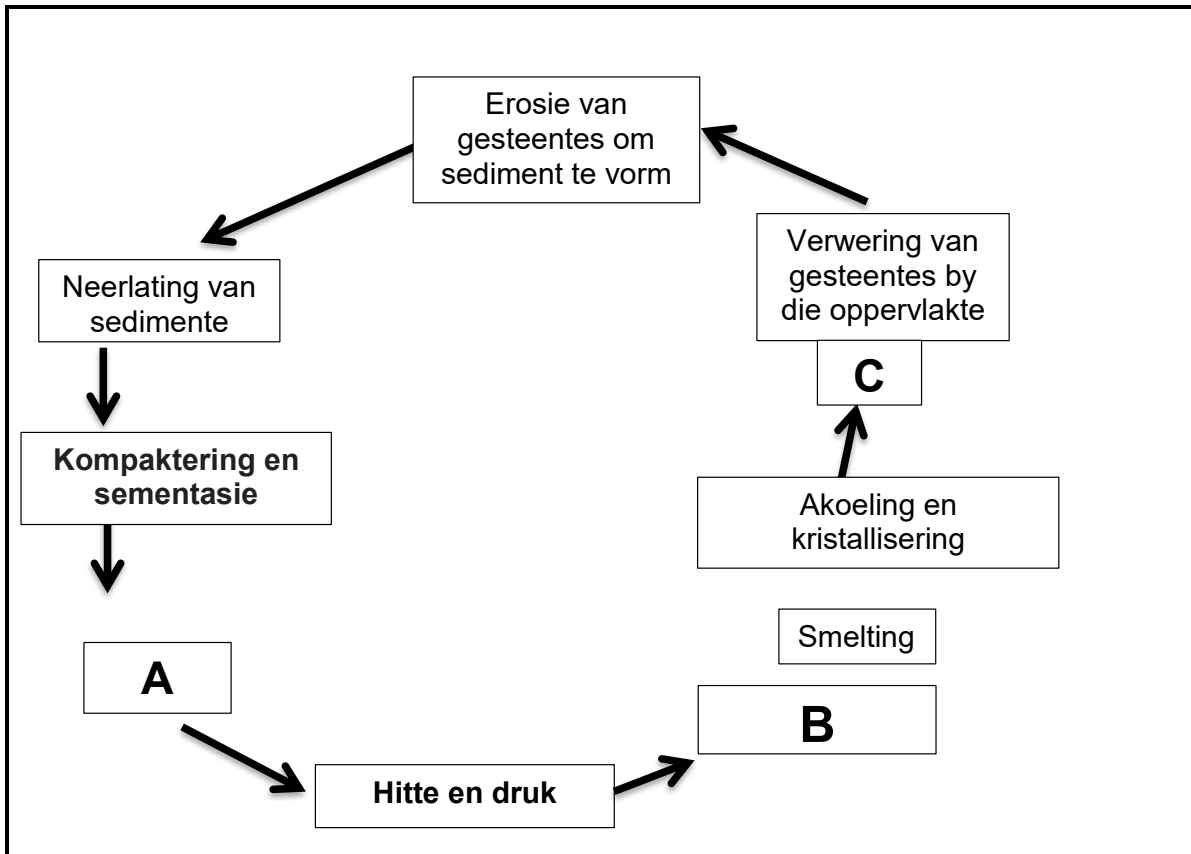 Erosie van
gesteentes om
sediment te vorm
Verwering van
gesteentes by
die oppervlakte
C
Neerlating van
sedimente
Kompaktering en
sementasie
Akoeling en
kristallisering
Smelting
A
B
Hitte en druk